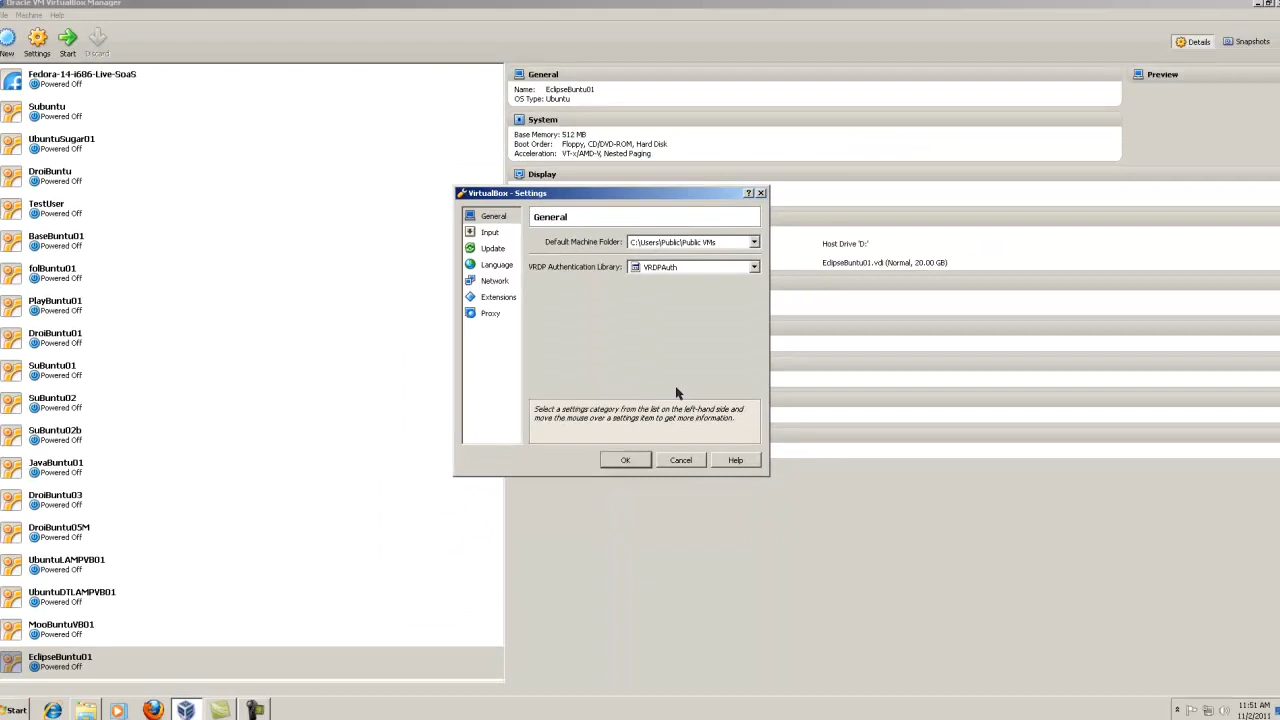 Oracle VM VirtualBox Manager
File Machine Help
New Settings Start Discard
Details Snapshots
Fedora-14-i686-Live-SoaS
Powered Off
Subuntu
Powered Off
UbuntuSugar01
Powered Off
DroiBuntu
Powered Off
TestUser
Powered Off
BaseBuntu01
Powered Off
folBuntu01
Powered Off
PlayBuntu01
Powered Off
DroiBuntu01
Powered Off
SuBuntu01
Powered Off
SuBuntu02
Powered Off
SuBuntu02b
Powered Off
JavaBuntu01
Powered Off
DroiBuntu03
Powered Off
DroiBuntu05M
Powered Off
UbuntuLAMPVB01
Powered Off
UbuntuDTLAMPVB01
Powered Off
MooBuntuVB01
Powered Off
EclipseBuntu01
Powered Off
General
Name: EclipseBuntu01
OS Type: Ubuntu
System
Base Memory: 512 MB
Boot Order: Floppy, CD/DVD-ROM, Hard Disk
Acceleration: VT-x/AMD-V, Nested Paging
Display
Preview
Host Drive 'D:'
EclipseBuntu01.vdi (Normal, 20.00 GB)
VirtualBox - Settings
General
Input
Update
Language
Network
Extensions
Proxy
General
Default Machine Folder: C:\Users\Public\Public VMs
VRDP Authentication Library: VRDPAuth
Select a settings category from the list on the left-hand side and
move the mouse over a settings item to get more information.
OK Cancel Help
Start
11:51 AM
11/2/2011